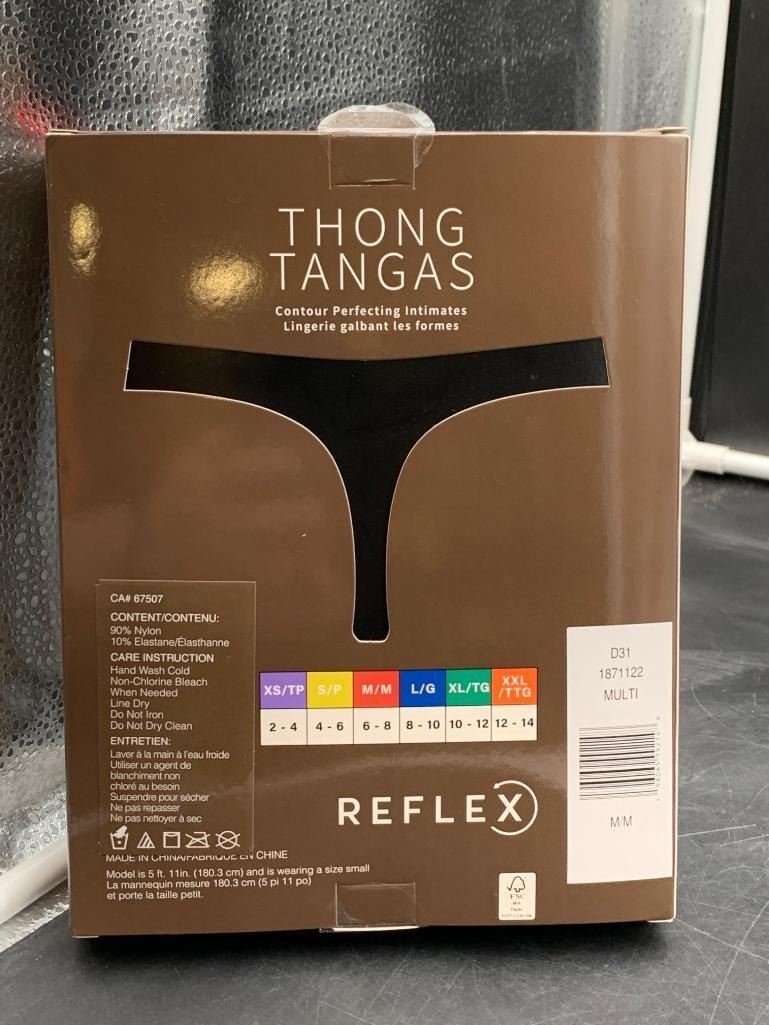 THONG
TANGAS
Contour Perfecting Intimates
Lingerie galbant les formes
CA# 67507
CONTENT/CONTENU:
90% Nylon
10% Elastane/Élasthanne
CARE INSTRUCTION
Hand Wash Cold
Non-Chlorine Bleach
When Needed
Line Dry
Do Not Iron
Do Not Dry Clean
ENTRETIEN:
Laver à la main à l'eau froide
Utiliser un agent de
blanchiment non
chloré au besoin
Suspendre pour sécher
Ne pas repasser
Ne pas nettoyer à sec
MADE IN CHINA/FABRIQUÉ EN CHINE
Model is 5 ft. 11in. (180.3 cm) and is wearing a size small
La mannequin mesure 180.3 cm (5 pi 11 po)
et porte la taille petit.
XS/TP S/P M/M L/G XL/TG XXL
/TTG
2 - 4 4 - 6 6 - 8 8 - 10 10 - 12 12 - 14
REFLEX
FSC
MIX
D31
1871122
MULTI
M/M